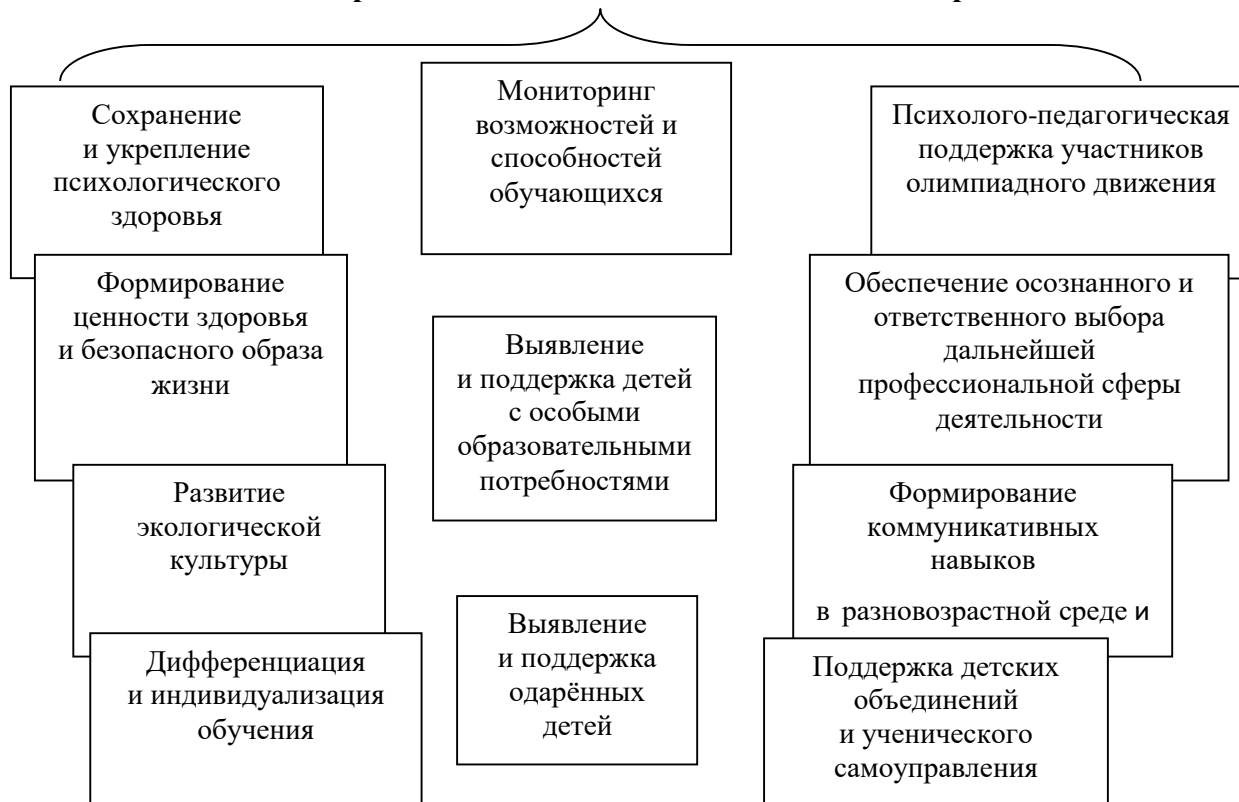 Сохранение
и укрепление
психологического
здоровья
Формирование
ценности здоровья
и безопасного образа
жизни
Развитие
экологической
культуры
Дифференциация
и индивидуализация
обучения
Мониторинг
возможностей и
способностей
обучающихся
Выявление
и поддержка детей
с особыми
образовательными
потребностями
Выявление
и поддержка
одарённых
детей
Психолого-педагогическая
поддержка участников
олимпиадного движения
Обеспечение осознанного и
ответственного выбора
дальнейшей
профессиональной сферы
деятельности
Формирование
коммуникативных
навыков
в разновозрастной среде и
Поддержка детских
объединений
и ученического
самоуправления